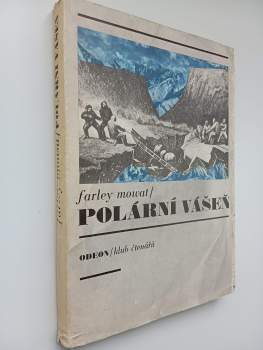 farley mowat/
POLÁRNÍ VÁŠEŇ
ODEON/klub čtenářů